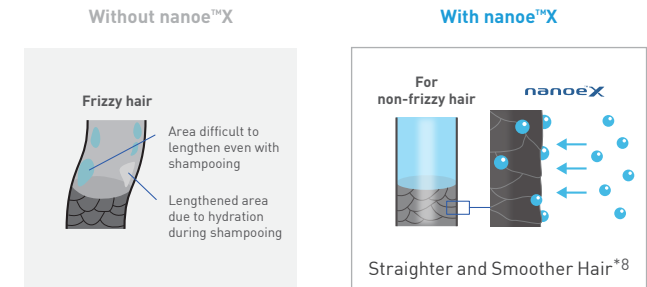 Without nanoe™X
With nanoe™X
Frizzy hair
Area difficult to
lengthen even with
shampooing
Lengthened area
due to hydration
during shampooing
For
non-frizzy hair
nanoeX
Straighter and Smoother Hair*8